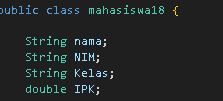 public class mahasiswa18 {
String nama;
String NIM;
String Kelas;
double IPK;